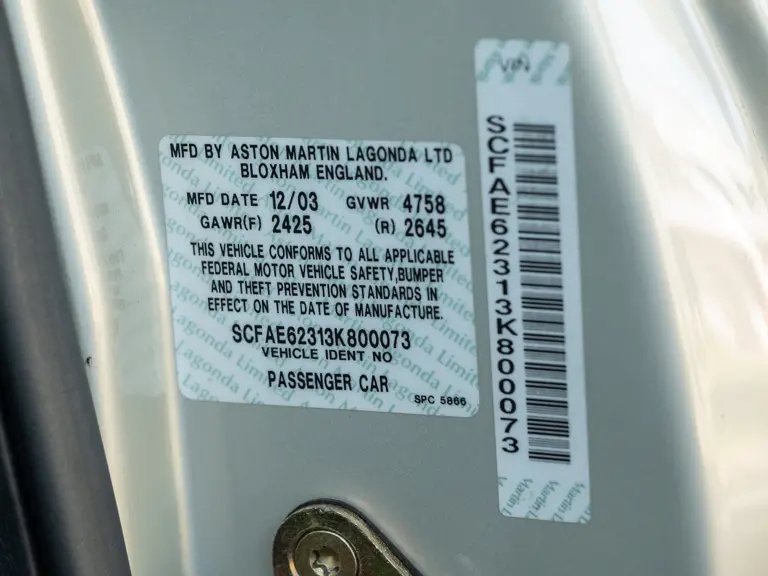 MFD BY ASTON MARTIN LAGONDA LTD
BLOXHAM ENGLAND.
MFD DATE 12/03 GVWR 4758
GAWR(F) 2425 (R) 2645
THIS VEHICLE CONFORMS TO ALL APPLICABLE
FEDERAL MOTOR VEHICLE SAFETY,BUMPER
AND THEFT PREVENTION STANDARDS IN
EFFECT ON THE DATE OF MANUFACTURE.
SCFAE62313K800073
VEHICLE IDENT NO
PASSENGER CAR
SPC 5866
VIN
SCFAE62313K800073